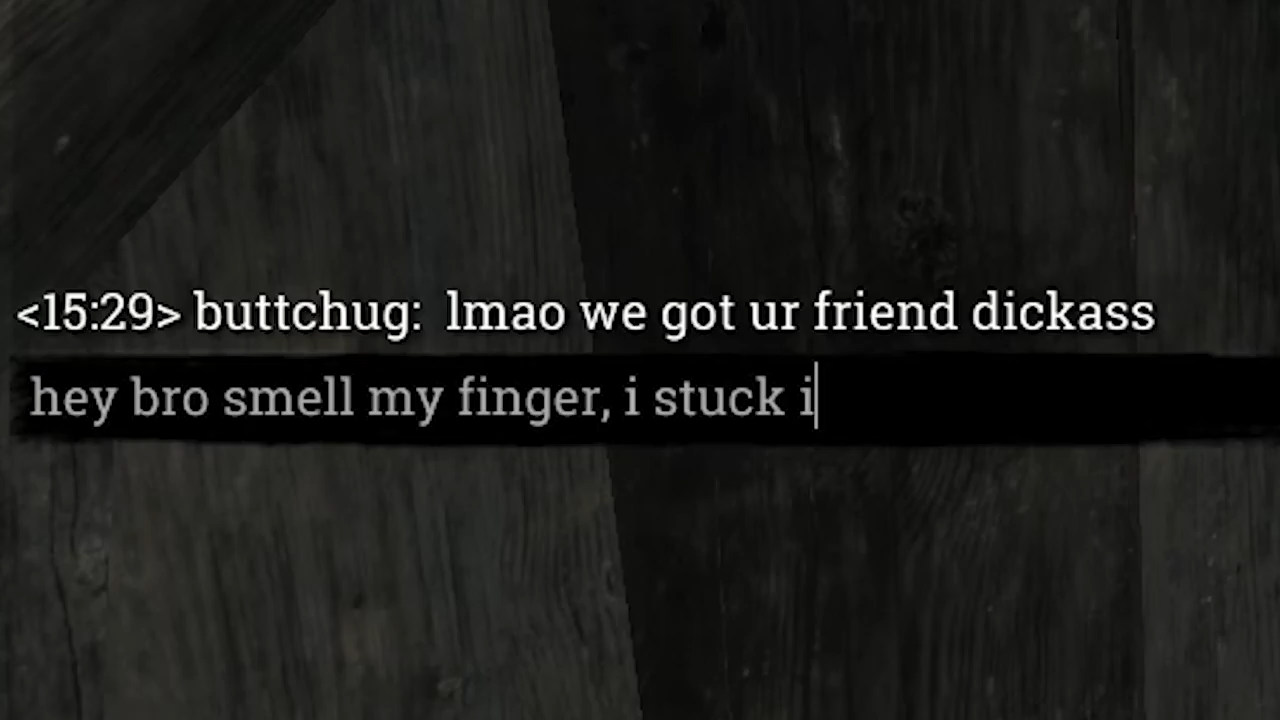 <15:29> buttchug:  lmao we got ur friend dickass
hey bro smell my finger, i stuck i